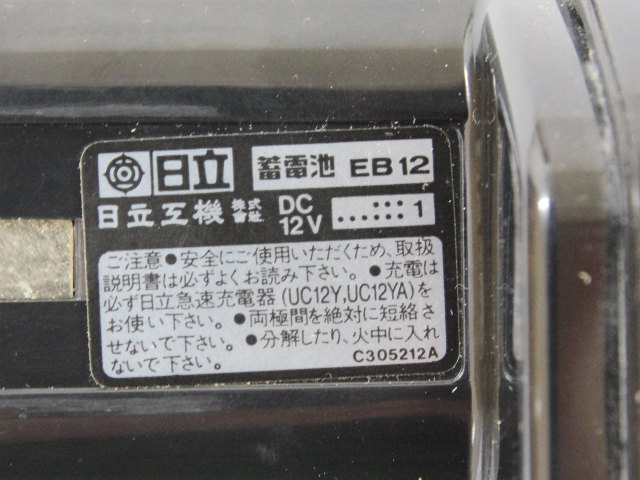 日立 蓄電池 EB12
日立工機 株式会社 DC 12V 1
ご注意●安全にご使用いただくため、取扱
説明書は必ずよくお読み下さい。●充電は
必ず日立急速充電器(UC12Y,UC12YA)を
お使い下さい。●両極間を絶対に短絡さ
せないで下さい。●分解したり、火中に入れ
ないで下さい。
C305212A